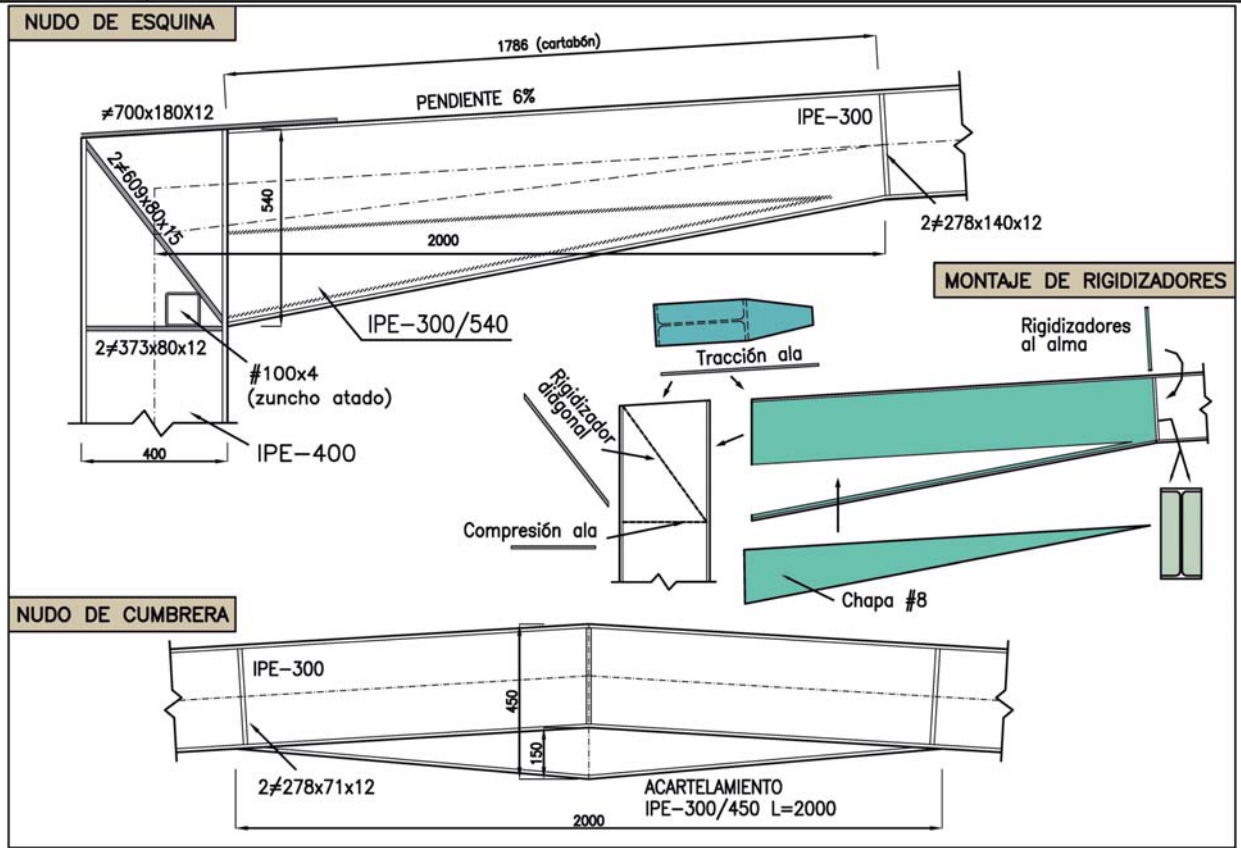 NUDO DE ESQUINA
1786 (cartabón)
≠700x180X12
PENDIENTE 6%
IPE-300
2≠609x80x15
540
2000
2≠278x140x12
IPE-300/540
2≠373x80x12
#100x4
(zuncho atado)
IPE-400
400
MONTAJE DE RIGIDIZADORES
Rigidizadores
al alma
Tracción ala
Rigidizador
diagonal
Compresión ala
Chapa #8
NUDO DE CUMBRERA
IPE-300
450
150
2≠278x71x12
ACARTELAMIENTO
IPE-300/450 L=2000
2000